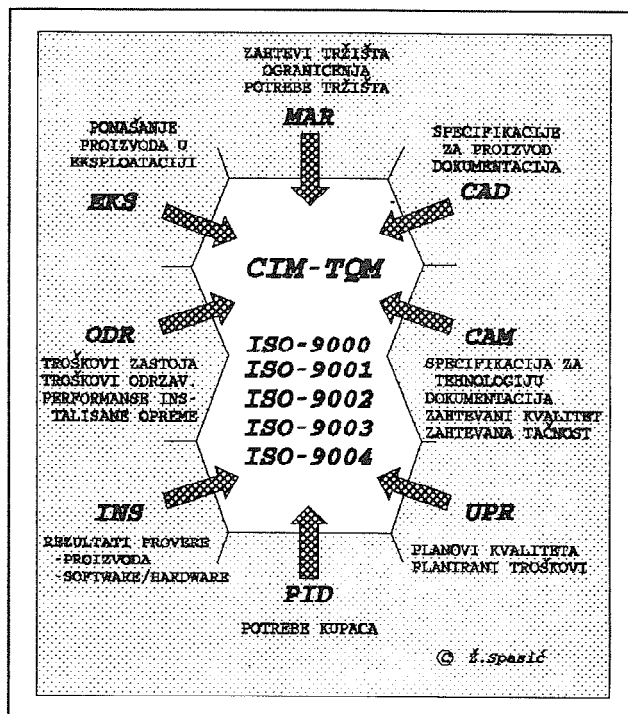 ZAHTEVI TRŽIŠTA
OGRANICENJA
POTREBE TRŽIŠTA
MAR
PONAŠANJE
PROIZVODA U
EKSPLOATACIJI
EKS
SPECIFIKACIJE
ZA PROIZVOD
DOKUMENTACIJA
CAD
CIM-TQM
ODR
TROŠKOVI ZASTOJA
TROŠKOVI ODRZAV.
PERFORMANSE INS-
TALISANE OPREME
ISO-9000
ISO-9001
ISO-9002
ISO-9003
ISO-9004
CAM
SPECIFIKACIJA ZA
TEHNOLOGIJU
DOKUMENTACIJA
ZAHTEVANI KVALITET
ZAHTEVANA TAČNOST
INS
REZULTATI PROVERE
-PROIZVODA
-SOFTWARE/HARDWARE
UPR
PLANOVI KVALITETA
PLANIRANI TROŠKOVI
PID
POTREBE KUPACA
© Ž.Spasić